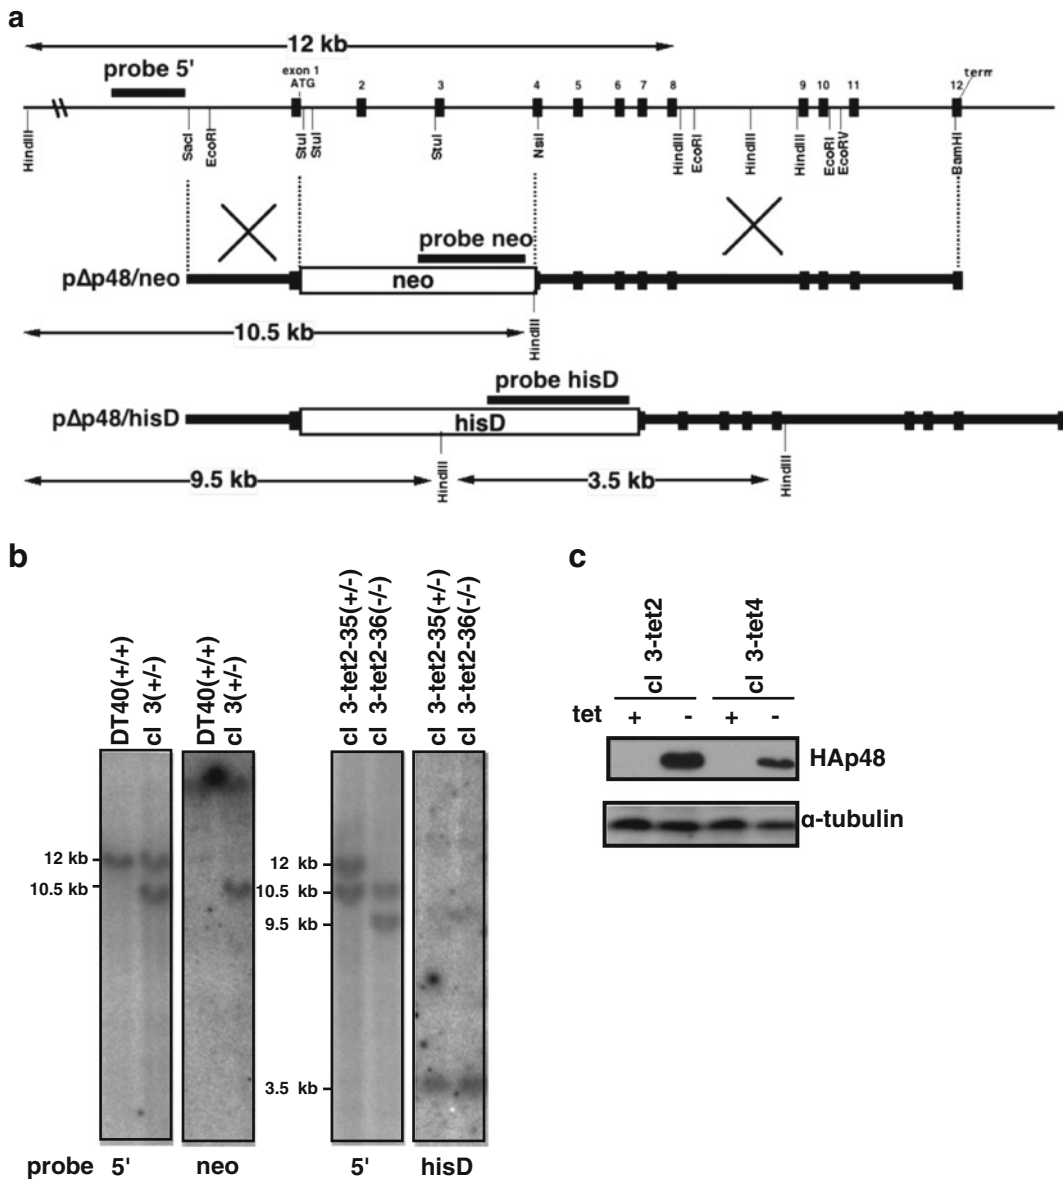 a
12 kb
probe 5'
exon 1
ATG
2
3
4
5
6
7
8
9
10
11
12
term
HindIII
SacI
EcoRI
StuI
StuI
StuI
NsiI
HindIII
EcoRI
HindIII
HindIII
EcoRI
EcoRV
BamHI
probe neo
pΔp48/neo
neo
HindIII
10.5 kb
probe hisD
pΔp48/hisD
hisD
HindIII
HindIII
9.5 kb
3.5 kb
b
DT40(+/+)
cl 3(+/-)
DT40(+/+)
cl 3(+/-)
cl 3-tet2-35(+/-)
cl 3-tet2-36(-/-)
cl 3-tet2-35(+/-)
cl 3-tet2-36(-/-)
12 kb
10.5 kb
12 kb
10.5 kb
9.5 kb
3.5 kb
probe 5' neo 5' hisD
c
cl 3-tet2
cl 3-tet4
tet + - + -
HAp48
α-tubulin